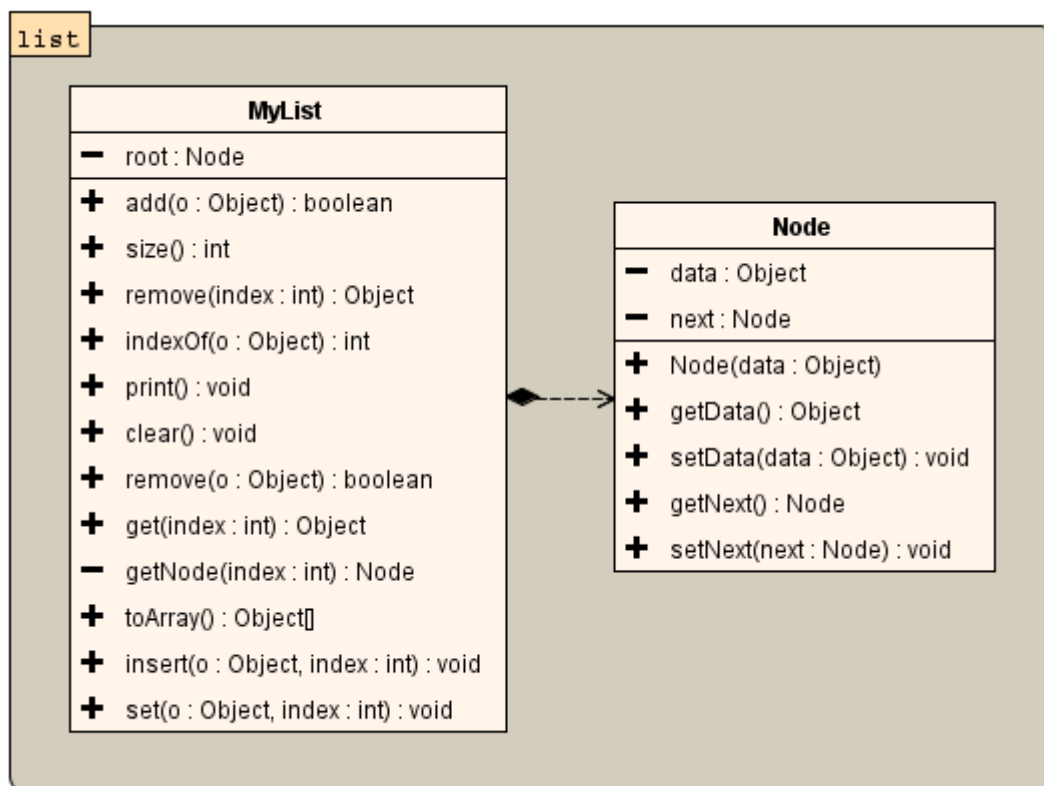 list
MyList
- root : Node
+ add(o : Object) : boolean
+ size() : int
+ remove(index : int) : Object
+ indexOf(o : Object) : int
+ print() : void
+ clear() : void
+ remove(o : Object) : boolean
+ get(index : int) : Object
- getNode(index : int) : Node
+ toArray() : Object[]
+ insert(o : Object, index : int) : void
+ set(o : Object, index : int) : void
Node
- data : Object
- next : Node
+ Node(data : Object)
+ getData() : Object
+ setData(data : Object) : void
+ getNext() : Node
+ setNext(next : Node) : void